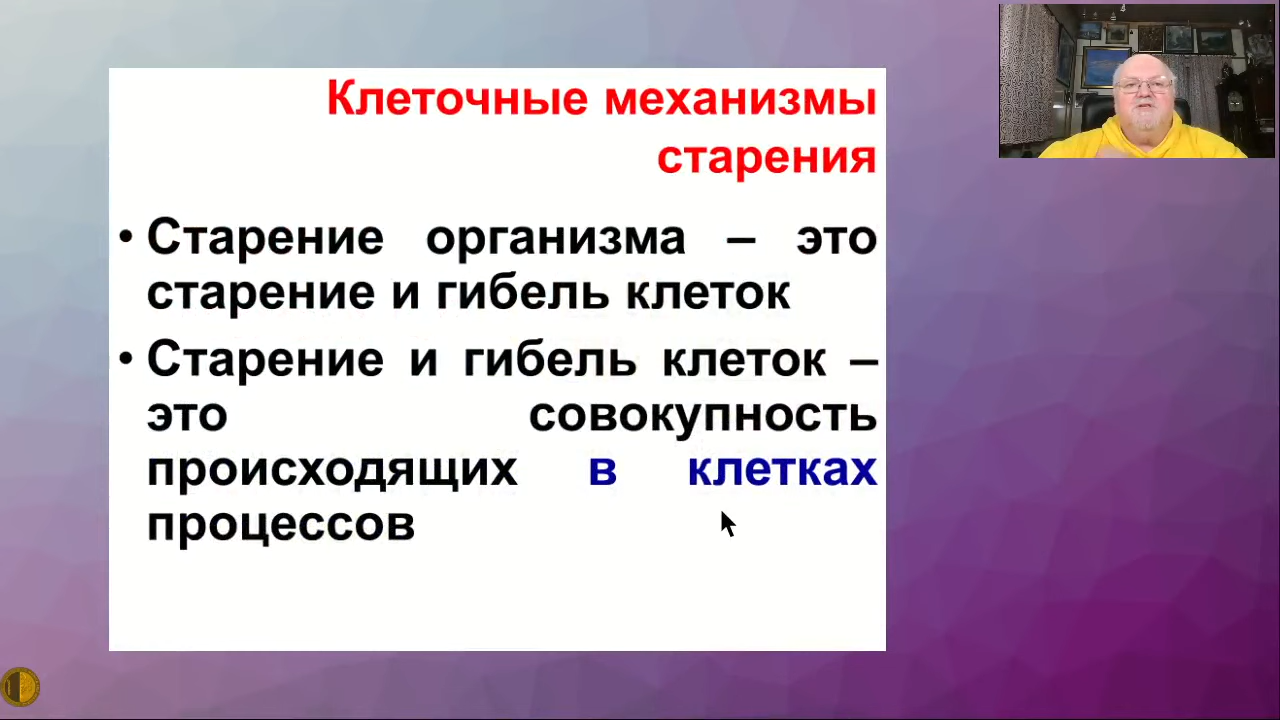 Клеточные механизмы
старения
• Старение организма – это
старение и гибель клеток
• Старение и гибель клеток –
это совокупность
происходящих в клетках
процессов